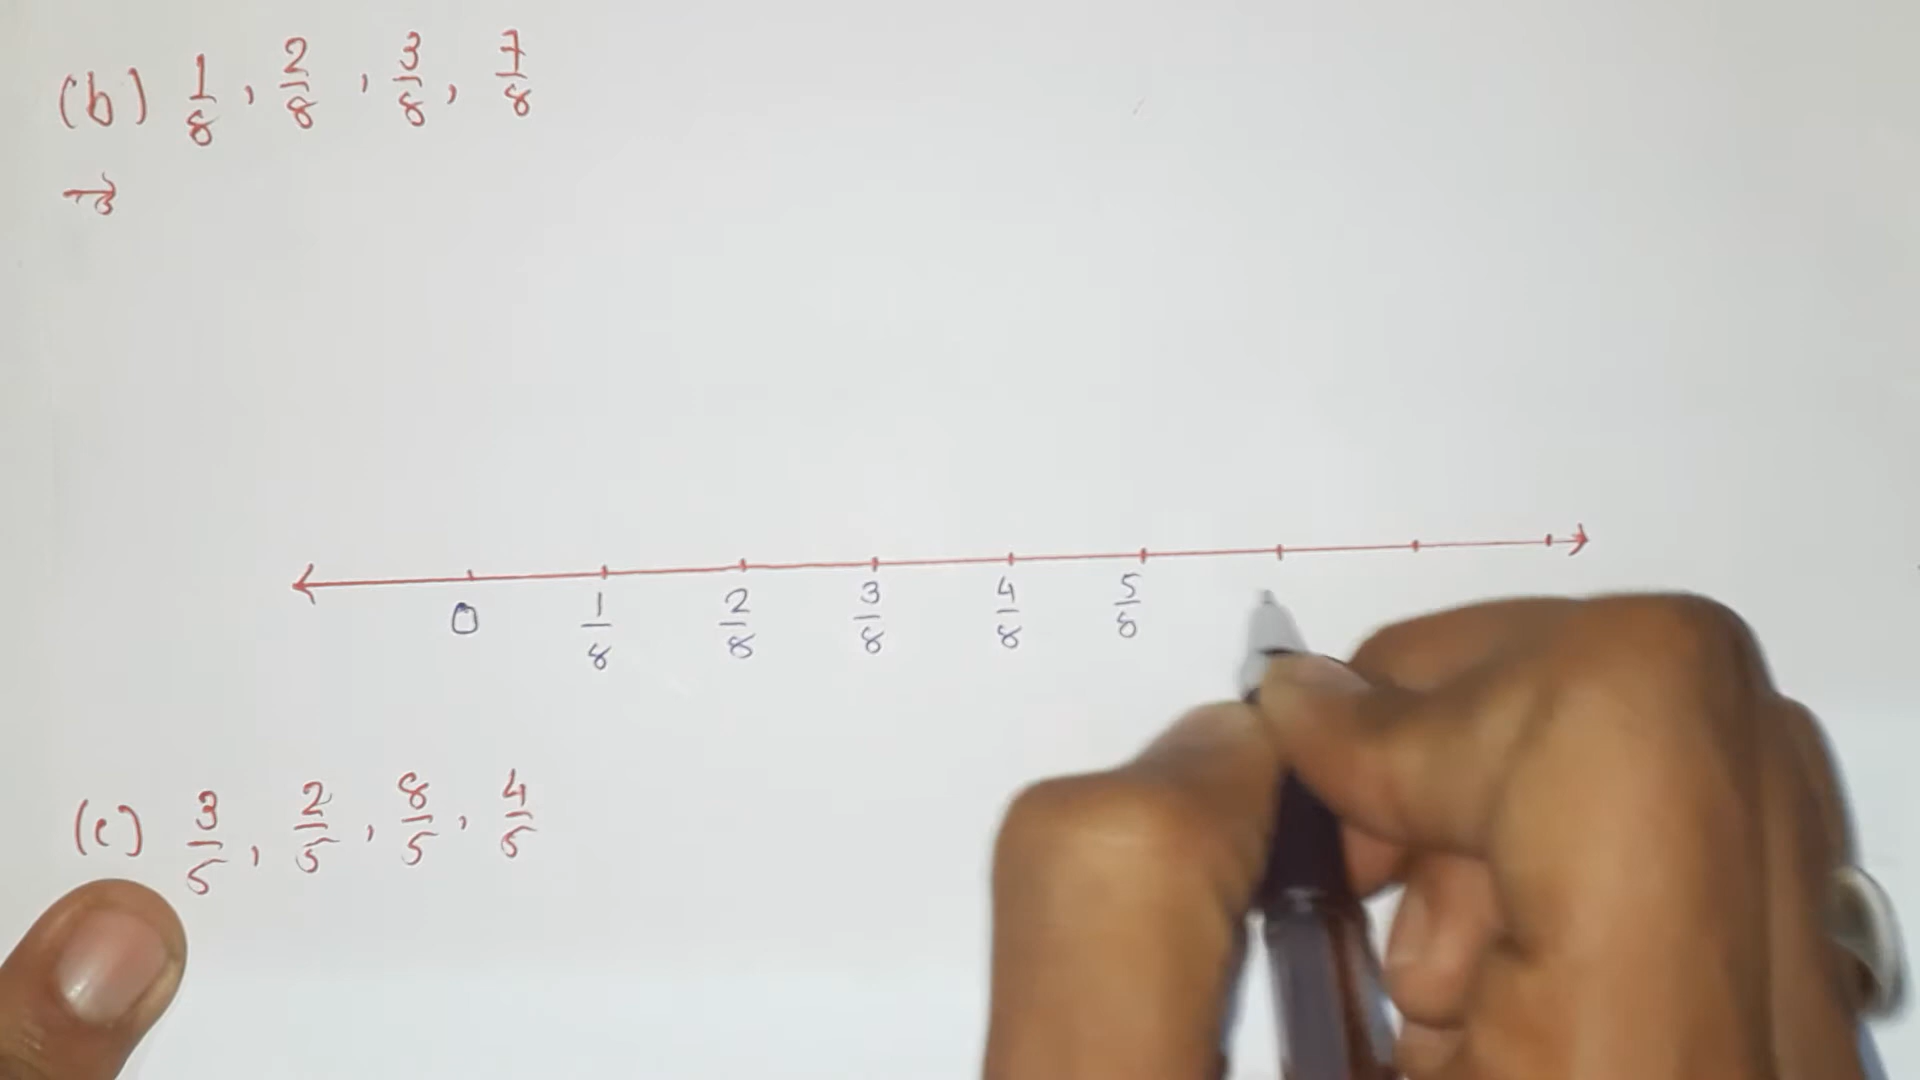 (b) 1/8, 2/8, 3/8, 7/8
→
0 1/8 2/8 3/8 4/8 5/8
(c) 3/5, 2/5, 8/5, 4/5